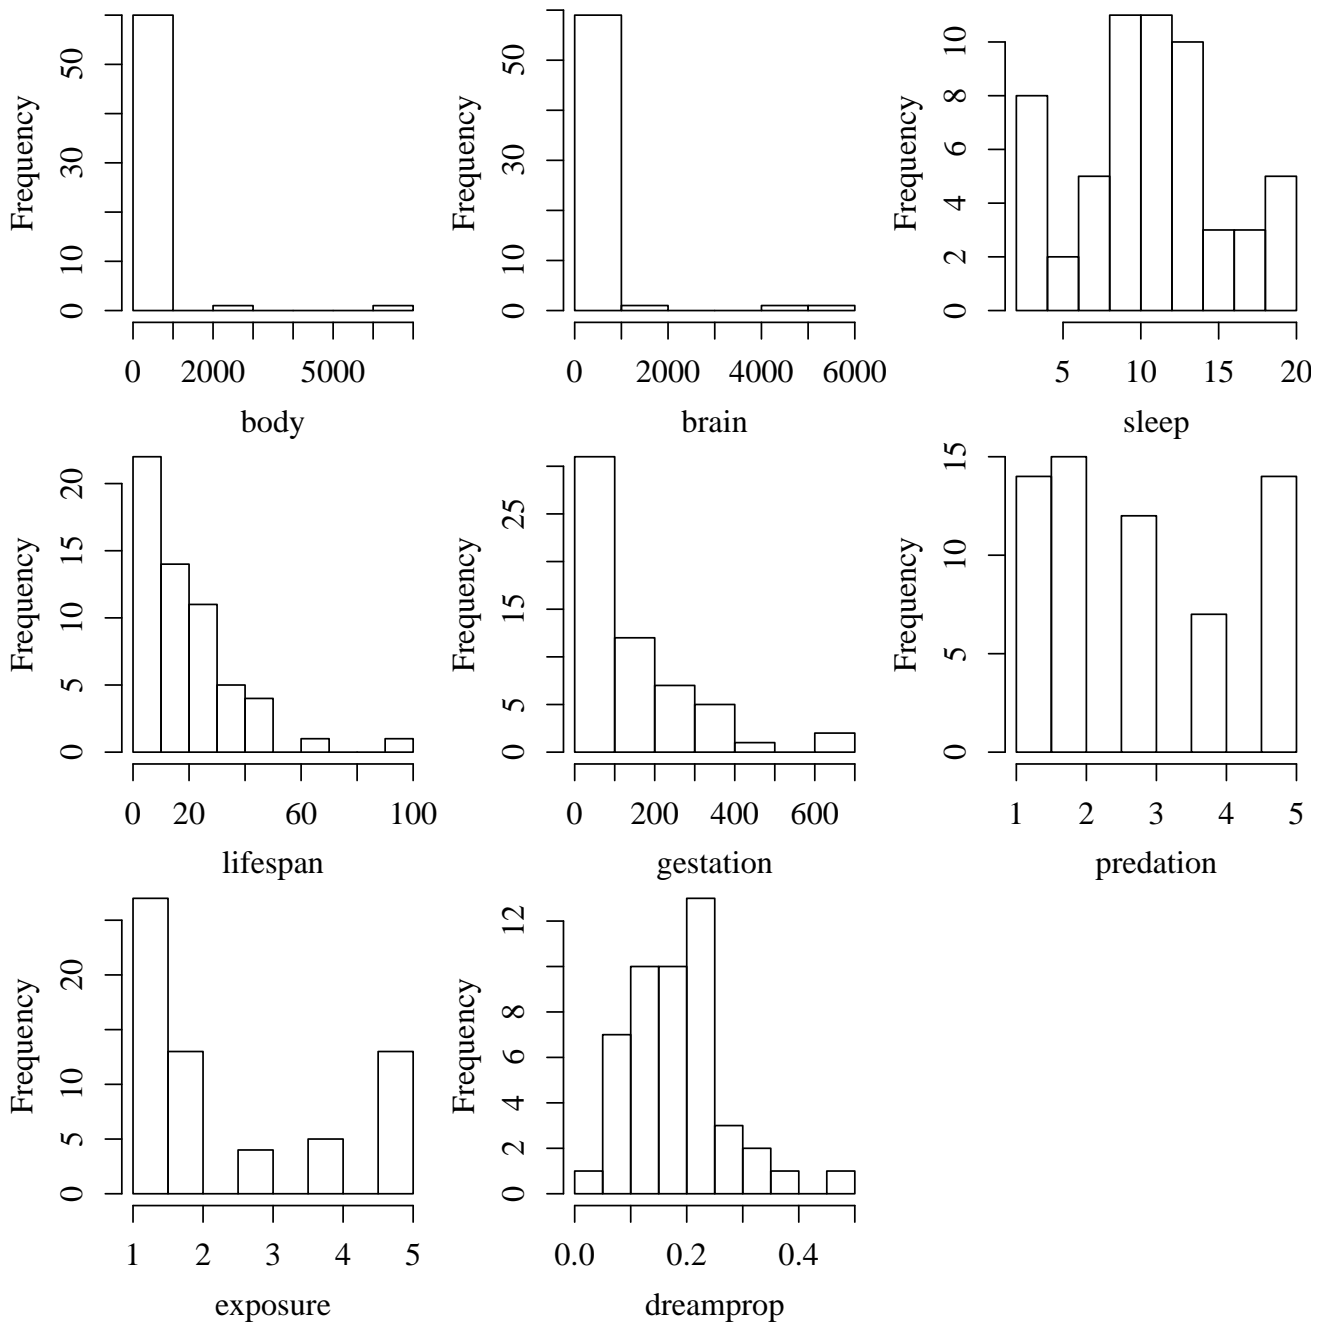 Frequency
0 10 30 50
0 2000 5000
body
Frequency
0 10 30 50
0 2000 4000 6000
brain
Frequency
0 2 4 6 8 10
5 10 15 20
sleep
Frequency
0 5 10 15 20
0 20 60 100
lifespan
Frequency
0 5 15 25
0 200 400 600
gestation
Frequency
0 5 10 15
1 2 3 4 5
predation
Frequency
0 5 10 20
1 2 3 4 5
exposure
Frequency
0 2 4 6 8 12
0.0 0.2 0.4
dreamprop